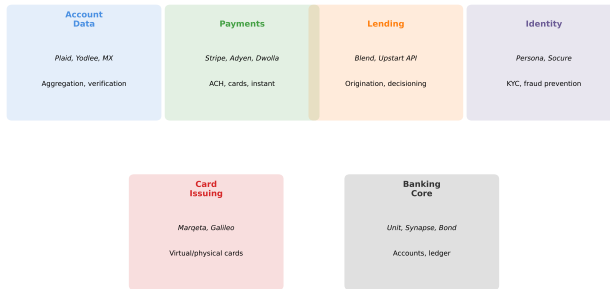 Account
Data
Payments
Lending
Identity
Plaid, Yodlee, MX
Stripe, Adyen, Dwolla
Blend, Upstart API
Persona, Socure
Aggregation, verification
ACH, cards, instant
Origination, decisioning
KYC, fraud prevention
Card
Issuing
Banking
Core
Marqeta, Galileo
Unit, Synapse, Bond
Virtual/physical cards
Accounts, ledger